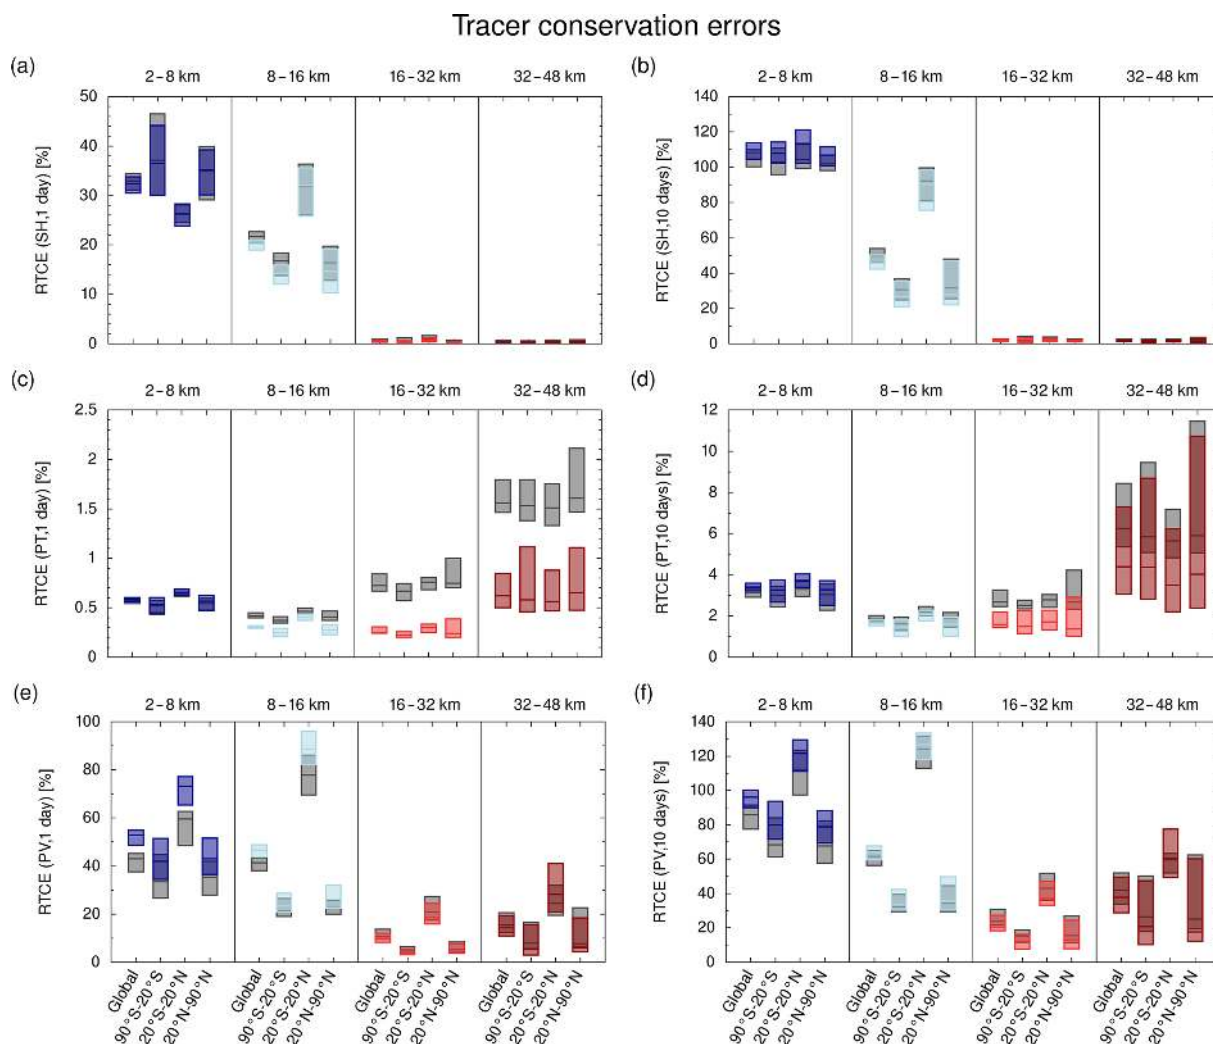 Tracer conservation errors
(a)
2 – 8 km 8 – 16 km 16 – 32 km 32 – 48 km
RTCE (SH,1 day) [%]
50
40
30
20
10
0
(b)
2 – 8 km 8 – 16 km 16 – 32 km 32 – 48 km
RTCE (SH,10 days) [%]
140
120
100
80
60
40
20
0
(c)
2 – 8 km 8 – 16 km 16 – 32 km 32 – 48 km
RTCE (PT,1 day) [%]
2.5
2
1.5
1
0.5
0
(d)
2 – 8 km 8 – 16 km 16 – 32 km 32 – 48 km
RTCE (PT,10 days) [%]
12
10
8
6
4
2
0
(e)
2 – 8 km 8 – 16 km 16 – 32 km 32 – 48 km
RTCE (PV,1 day) [%]
100
80
60
40
20
0
Global 90°S-20°S 20°S-20°N 20°N-90°N Global 90°S-20°S 20°S-20°N 20°N-90°N Global 90°S-20°S 20°S-20°N 20°N-90°N Global 90°S-20°S 20°S-20°N 20°N-90°N
(f)
2 – 8 km 8 – 16 km 16 – 32 km 32 – 48 km
RTCE (PV,10 days) [%]
140
120
100
80
60
40
20
0
Global 90°S-20°S 20°S-20°N 20°N-90°N Global 90°S-20°S 20°S-20°N 20°N-90°N Global 90°S-20°S 20°S-20°N 20°N-90°N Global 90°S-20°S 20°S-20°N 20°N-90°N